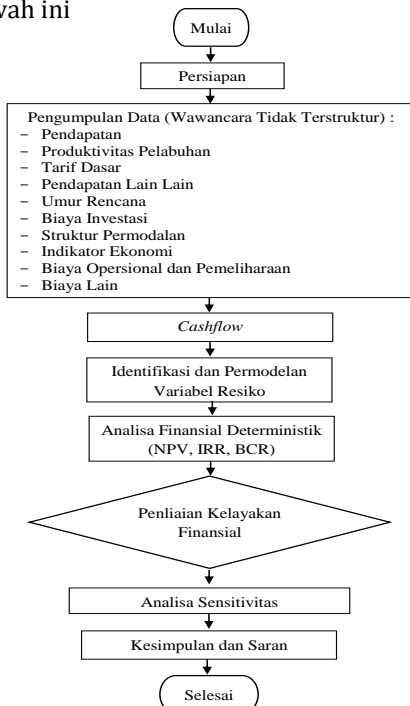 wah ini
Mulai
Persiapan
Pengumpulan Data (Wawancara Tidak Terstruktur) :
− Pendapatan
− Produktivitas Pelabuhan
− Tarif Dasar
− Pendapatan Lain Lain
− Umur Rencana
− Biaya Investasi
− Struktur Permodalan
− Indikator Ekonomi
− Biaya Opersional dan Pemeliharaan
− Biaya Lain
Cashflow
Identifikasi dan Permodelan
Variabel Resiko
Analisa Finansial Deterministik
(NPV, IRR, BCR)
Penliaian Kelayakan
Finansial
Analisa Sensitivitas
Kesimpulan dan Saran
Selesai